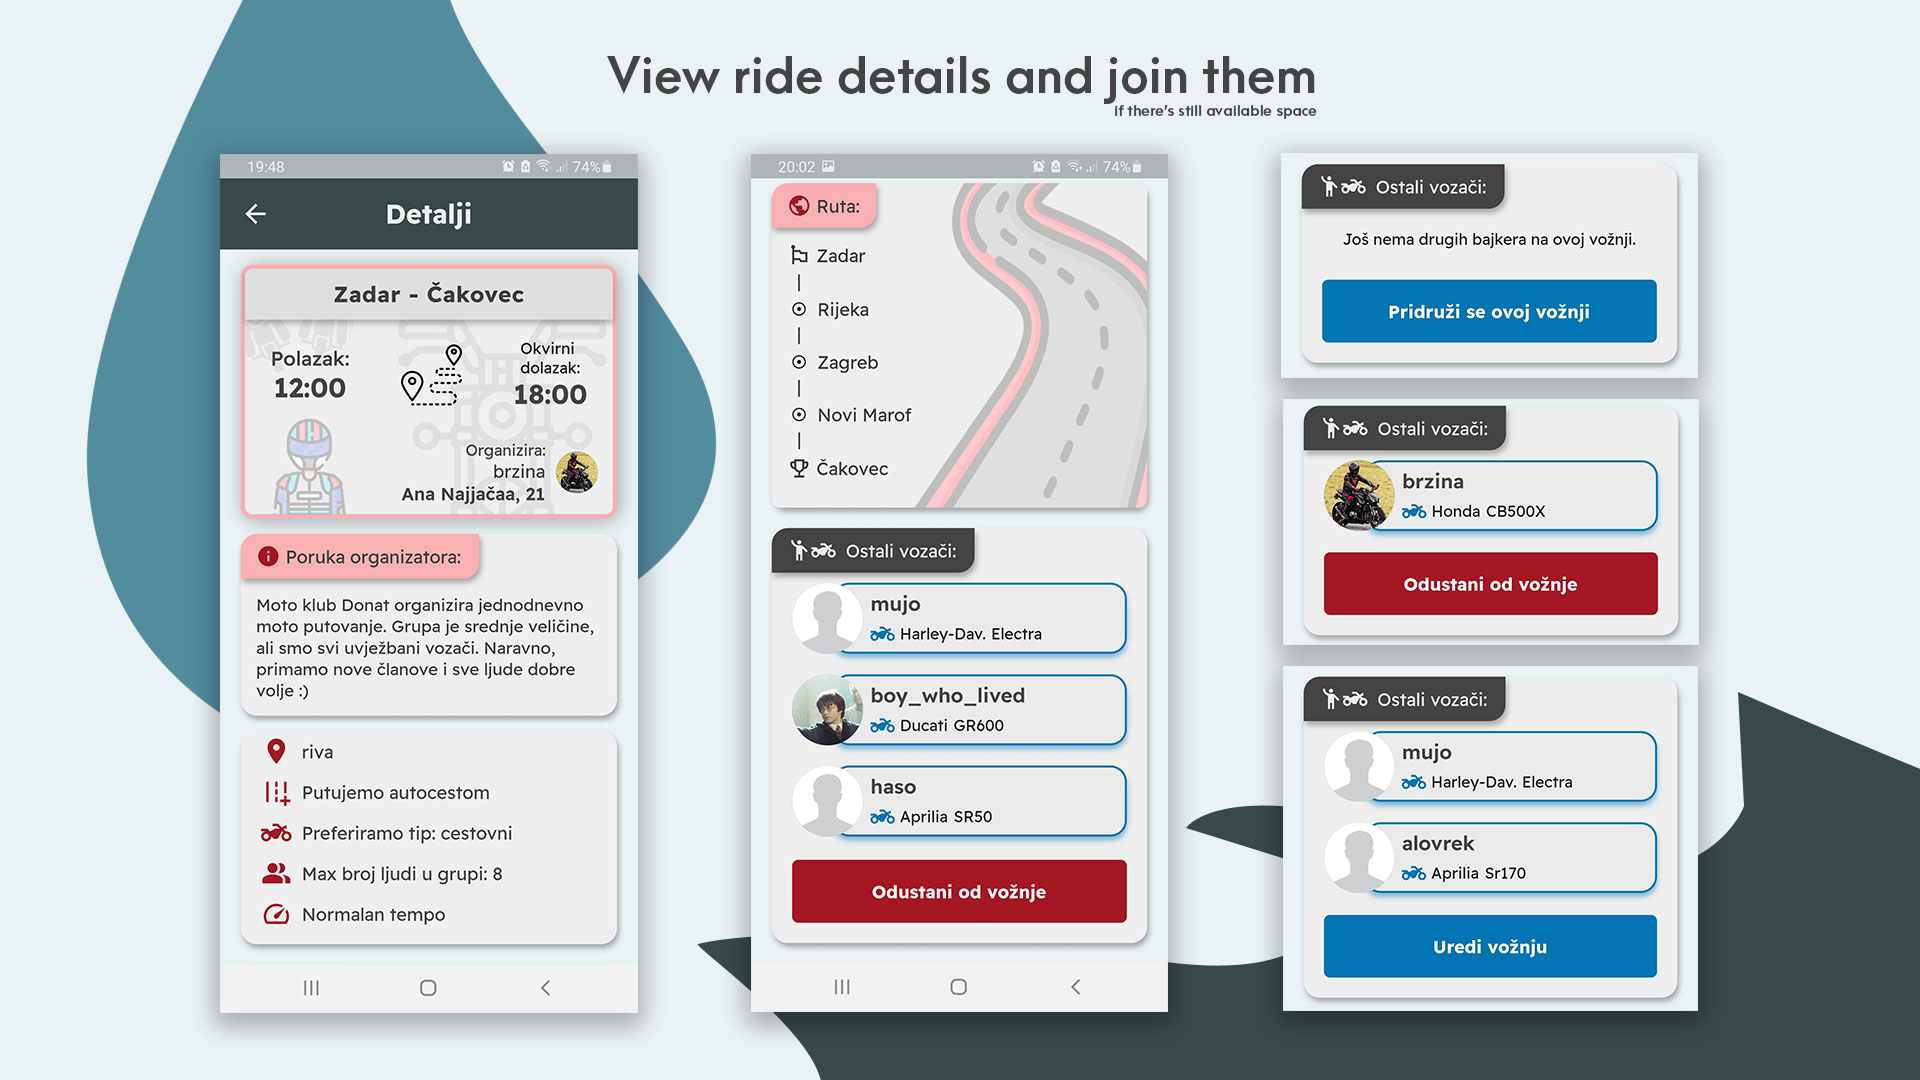 View ride details and join them
if there's still available space
19:48
74%
Detalji
Zadar - Čakovec
Polazak:
12:00
Okvirni
dolazak:
18:00
Organizira:
brzina
Ana Najjačaa, 21
Poruka organizatora:
Moto klub Donat organizira jednodnevno
moto putovanje. Grupa je srednje veličine,
ali smo svi uvježbani vozači. Naravno,
primamo nove članove i sve ljude dobre
volje :)
riva
Putujemo autocestom
Preferiramo tip: cestovni
Max broj ljudi u grupi: 8
Normalan tempo
20:02
74%
Ruta:
Zadar
Rijeka
Zagreb
Novi Marof
Čakovec
Ostali vozači:
mujo
Harley-Dav. Electra
boy_who_lived
Ducati GR600
haso
Aprilia SR50
Odustani od vožnje
Ostali vozači:
Još nema drugih bajkera na ovoj vožnji.
Pridruži se ovoj vožnji
Ostali vozači:
brzina
Honda CB500X
Odustani od vožnje
Ostali vozači:
mujo
Harley-Dav. Electra
alovrek
Aprilia Sr170
Uredi vožnju